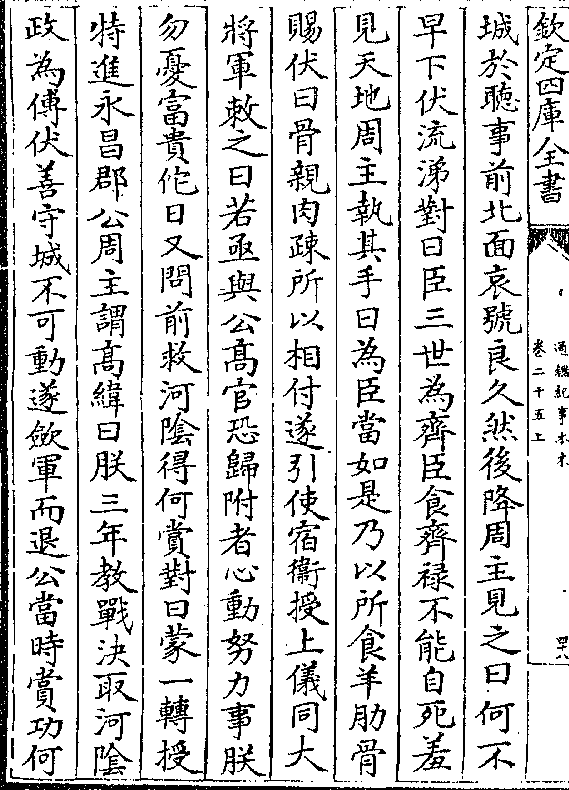 欽定四庫全書
通鑑紀事本末
卷二十五上
四十八
城於聽事前北面哀號良久然後降周主見之曰何不
早下伏流涕對曰臣三世為齊臣食齊祿不能自死羞
見天地周主執其手曰為臣當如是乃以所食羊肋骨
賜伏曰骨親肉疎所以相付遂引使宿衞授上儀同大
將軍敕之曰若亟與公髙官恐歸附者心動努力事朕
勿憂富貴佗日又問前救河隂得何賞對曰蒙一轉授
特進永昌郡公周主謂髙緯曰朕三年教戰決取河隂
政為傅伏善守城不可動遂斂軍而退公當時賞功何